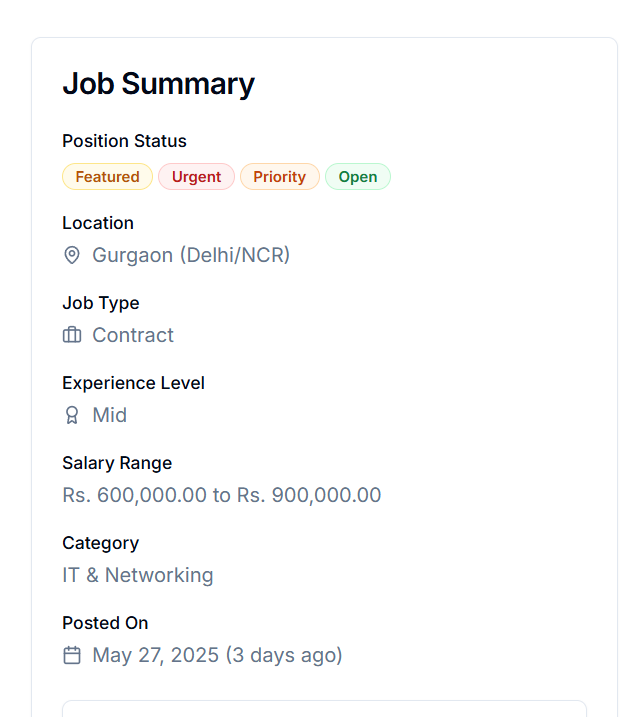 Job Summary
Position Status
Featured Urgent Priority Open
Location
Gurgaon (Delhi/NCR)
Job Type
Contract
Experience Level
Mid
Salary Range
Rs. 600,000.00 to Rs. 900,000.00
Category
IT & Networking
Posted On
May 27, 2025 (3 days ago)